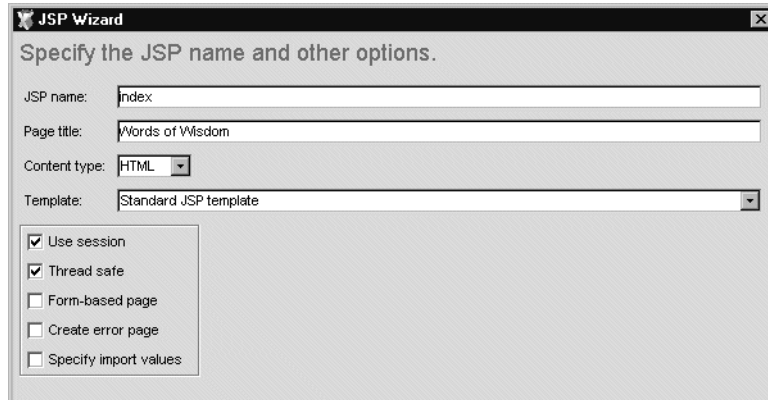 JSP Wizard
Specify the JSP name and other options.
JSP name: index
Page title: Words of Wisdom
Content type: HTML
Template: Standard JSP template
Use session
Thread safe
Form-based page
Create error page
Specify import values